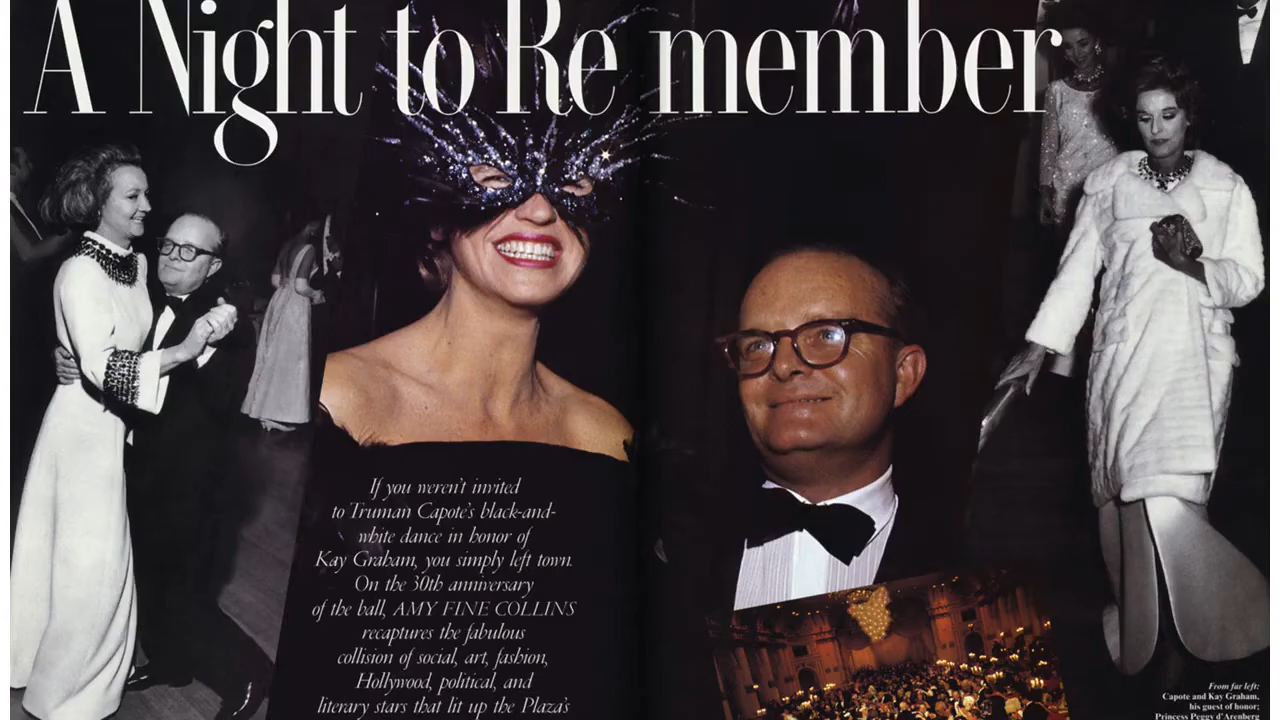 A Night to Re member
If you weren't invited
to Truman Capote's black-and-
white dance in honor of
Kay Graham, you simply left town.
On the 30th anniversary
of the ball, AMY FINE COLLINS
recaptures the fabulous
collision of social, art, fashion,
Hollywood, political, and
literary stars that lit up the Plaza's
From far left:
Capote and Kay Graham,
his guest of honor;
Princess Peggy d'Arenberg